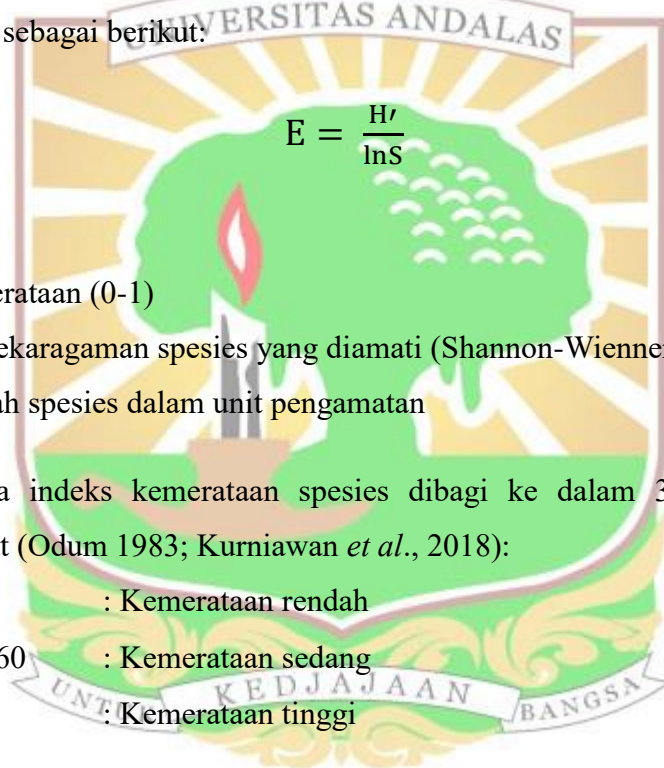 UNIVERSITAS ANDALAS
sebagai berikut:
E = H′/lnS
erataan (0-1)
ekaragaman spesies yang diamati (Shannon-Wienner
ah spesies dalam unit pengamatan
a indeks kemerataan spesies dibagi ke dalam 3
t (Odum 1983; Kurniawan et al., 2018):
: Kemerataan rendah
60 : Kemerataan sedang
: Kemerataan tinggi
UNTUK KEDJAJAAN BANGSA